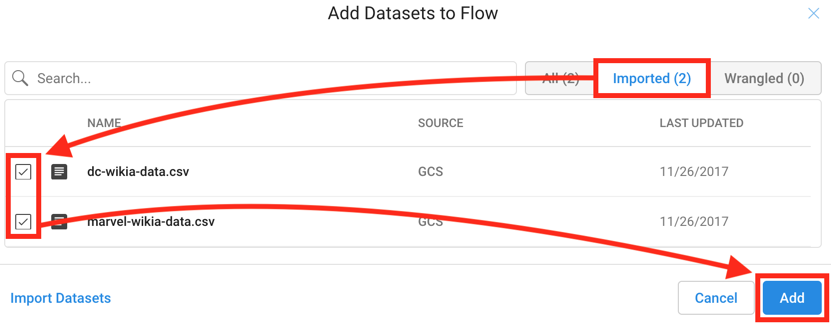 Add Datasets to Flow
Search...
All (2)
Imported (2)
Wrangled (0)
NAME SOURCE LAST UPDATED
dc-wikia-data.csv GCS 11/26/2017
marvel-wikia-data.csv GCS 11/26/2017
Import Datasets
Cancel
Add